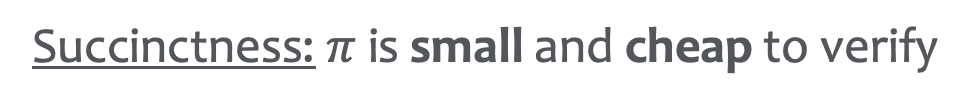 Succinctness: π is small and cheap to verify